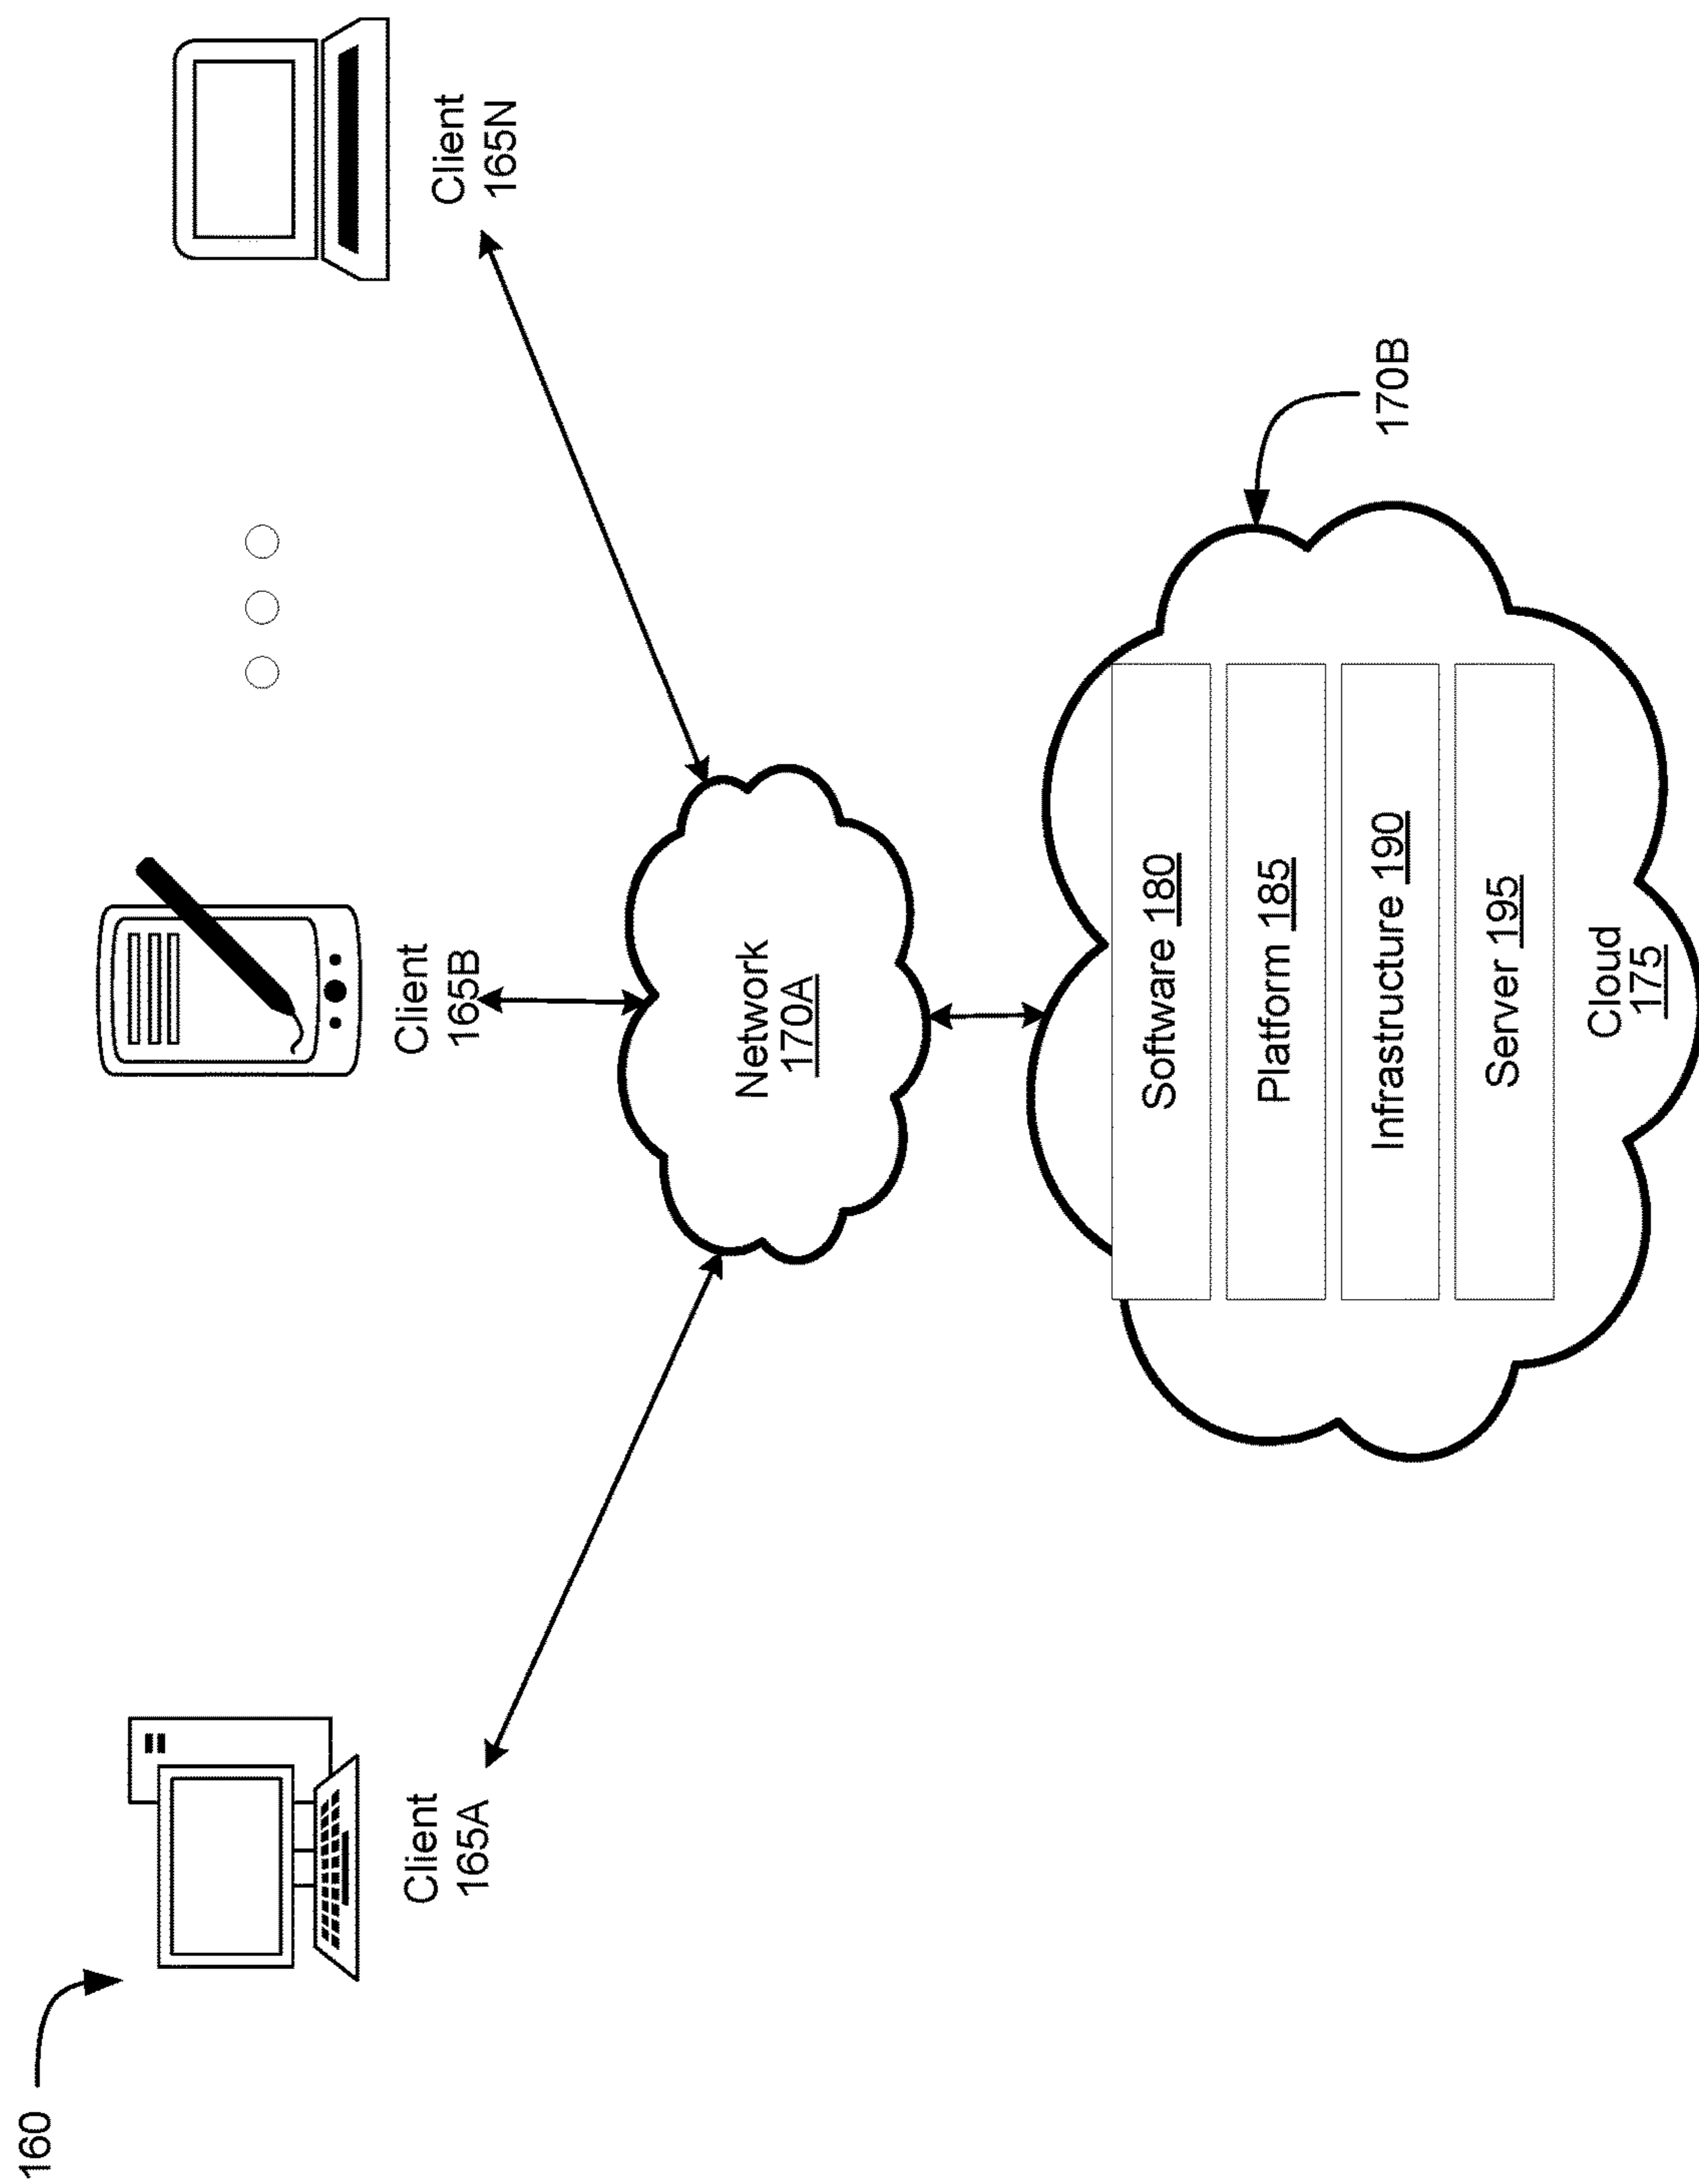 160
Client
165A
Client
165B
Client
165N
Network
170A
170B
Software 180
Platform 185
Infrastructure 190
Server 195
Cloud
175